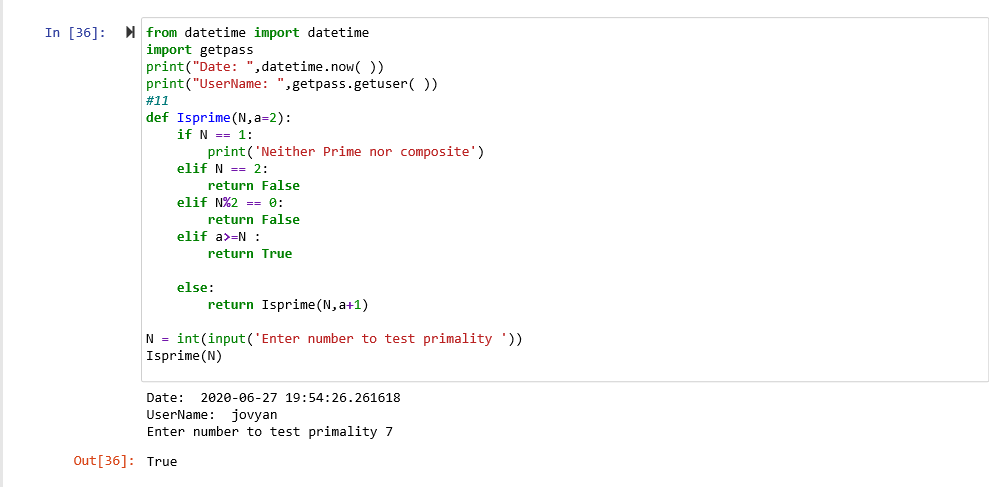 In [36]:
from datetime import datetime
import getpass
print("Date: ",datetime.now( ))
print("UserName: ",getpass.getuser( ))
#11
def Isprime(N,a=2):
    if N == 1:
        print('Neither Prime nor composite')
    elif N == 2:
        return False
    elif N%2 == 0:
        return False
    elif a>=N :
        return True
    else:
        return Isprime(N,a+1)
N = int(input('Enter number to test primality '))
Isprime(N)
Date:  2020-06-27 19:54:26.261618
UserName:  jovyan
Enter number to test primality 7
Out[36]: True